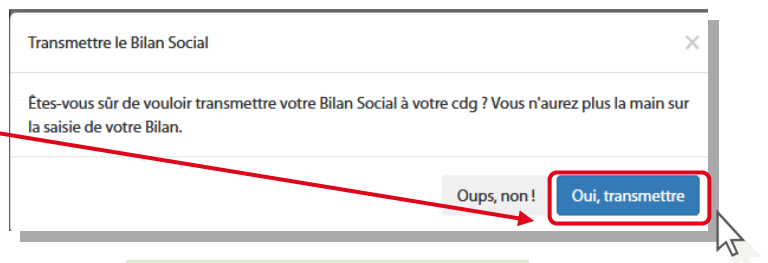 Transmettre le Bilan Social ×
Êtes-vous sûr de vouloir transmettre votre Bilan Social à votre cdg ? Vous n'aurez plus la main sur
la saisie de votre Bilan.
Oups, non ! Oui, transmettre